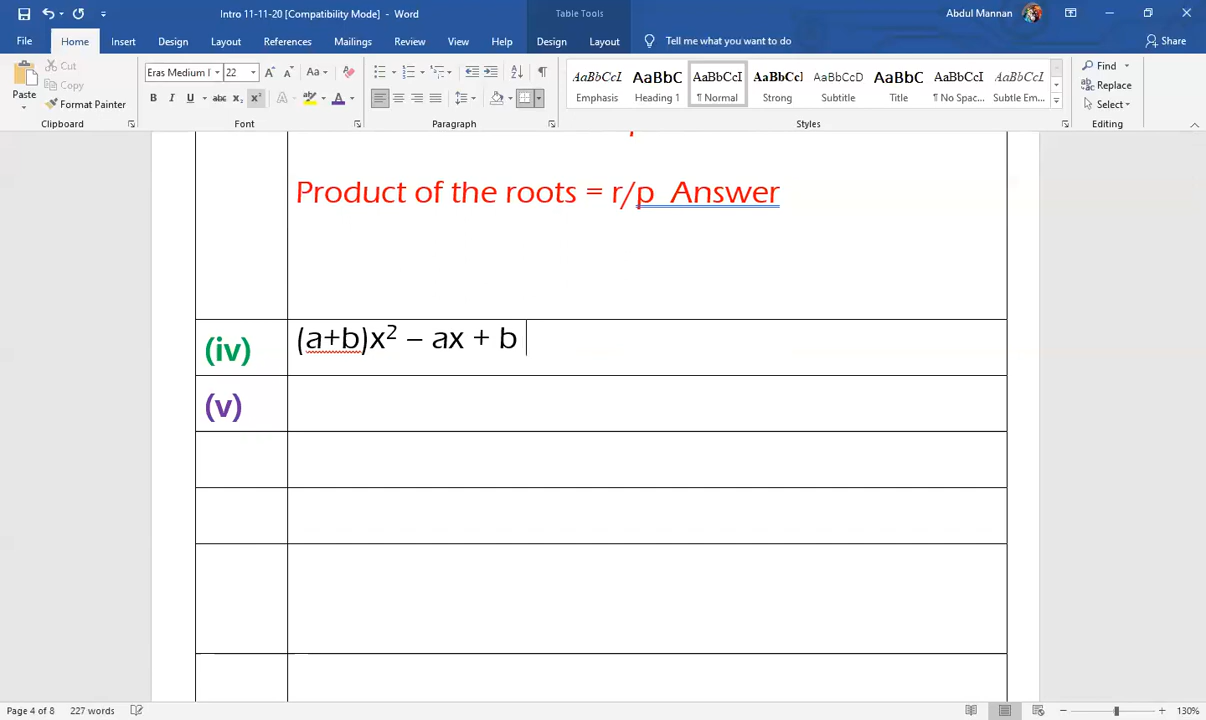 Intro 11-11-20 [Compatibility Mode] - Word
Table Tools
Abdul Mannan
File Home Insert Design Layout References Mailings Review View Help Design Layout Tell me what you want to do Share
Paste
Cut
Copy
Format Painter
Clipboard
Eras Medium I 22
Font
Paragraph
AaBbCcI AaBbC AaBbCcI AaBbCcI AaBbCcD AaBbC AaBbCcI AaBbCcI
Emphasis Heading 1 ¶ Normal Strong Subtitle Title ¶ No Spac... Subtle Em...
Styles
Find
Replace
Select
Editing
Product of the roots = r/p Answer
(iv) (a+b)x² – ax + b
(v)
Page 4 of 8 227 words 130%